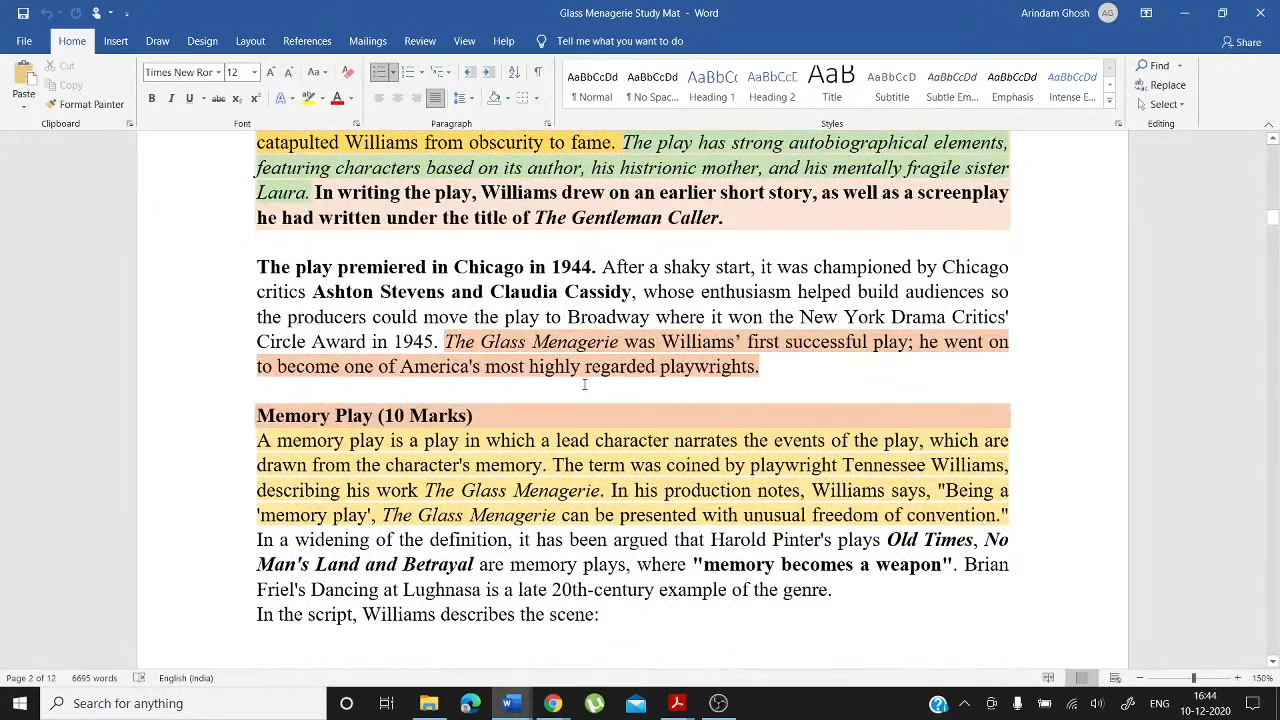 Glass Menagerie Study Mat - Word
Arindam Ghosh AG
File Home Insert Draw Design Layout References Mailings Review View Help Tell me what you want to do Share
Paste Cut Copy Format Painter
Times New Ror 12 Aa
B I U abc x₂ x² A A
AaBbCcDd AaBbCcDd AaBbC( AaBbCcD AaB AaBbCcD AaBbCcDd AaBbCcDd AaBbCcDd
¶ Normal ¶ No Spac... Heading 1 Heading 2 Title Subtitle Subtle Em... Emphasis Intense E...
Find Replace Select
Clipboard Font Paragraph Styles Editing
catapulted Williams from obscurity to fame. The play has strong autobiographical elements,
featuring characters based on its author, his histrionic mother, and his mentally fragile sister
Laura. In writing the play, Williams drew on an earlier short story, as well as a screenplay
he had written under the title of The Gentleman Caller.
The play premiered in Chicago in 1944. After a shaky start, it was championed by Chicago
critics Ashton Stevens and Claudia Cassidy, whose enthusiasm helped build audiences so
the producers could move the play to Broadway where it won the New York Drama Critics'
Circle Award in 1945. The Glass Menagerie was Williams’ first successful play; he went on
to become one of America's most highly regarded playwrights.
Memory Play (10 Marks)
A memory play is a play in which a lead character narrates the events of the play, which are
drawn from the character's memory. The term was coined by playwright Tennessee Williams,
describing his work The Glass Menagerie. In his production notes, Williams says, "Being a
'memory play', The Glass Menagerie can be presented with unusual freedom of convention."
In a widening of the definition, it has been argued that Harold Pinter's plays Old Times, No
Man's Land and Betrayal are memory plays, where "memory becomes a weapon". Brian
Friel's Dancing at Lughnasa is a late 20th-century example of the genre.
In the script, Williams describes the scene:
Page 2 of 12 6695 words English (India) 150%
Type here to search